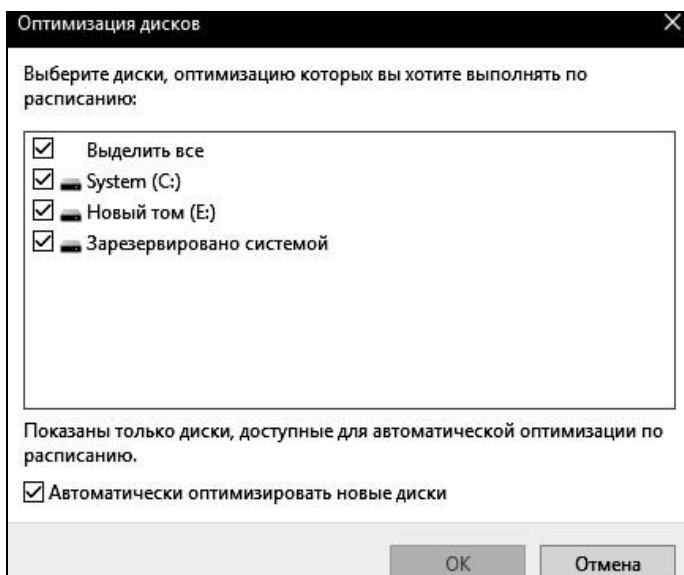 Оптимизация дисков
Выберите диски, оптимизацию которых вы хотите выполнять по
расписанию:
Выделить все
System (C:)
Новый том (E:)
Зарезервировано системой
Показаны только диски, доступные для автоматической оптимизации по
расписанию.
Автоматически оптимизировать новые диски
ОК Отмена